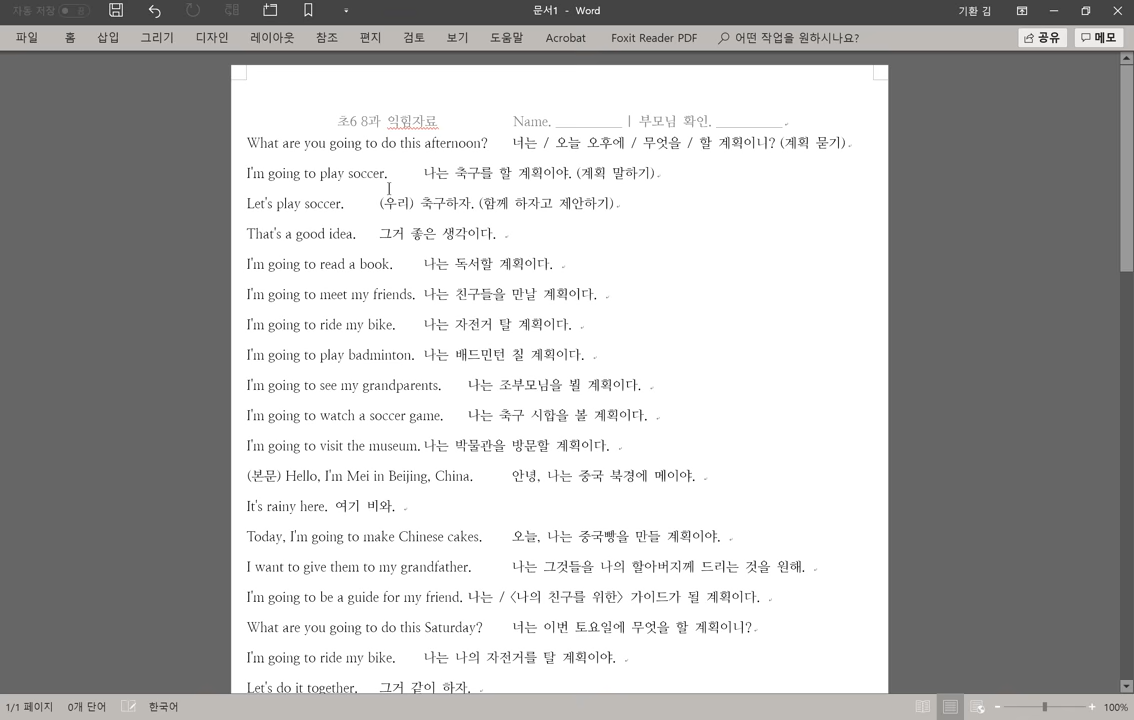 자동 저장 끔 문서1 - Word 기환 김
파일 홈 삽입 그리기 디자인 레이아웃 참조 편지 검토 보기 도움말 Acrobat Foxit Reader PDF 어떤 작업을 원하시나요? 공유 메모
초6 8과 익힘자료 Name. __________ | 부모님 확인. __________
What are you going to do this afternoon? 너는 / 오늘 오후에 / 무엇을 / 할 계획이니? (계획 묻기)
I'm going to play soccer. 나는 축구를 할 계획이야. (계획 말하기)
Let's play soccer. (우리) 축구하자. (함께 하자고 제안하기)
That's a good idea. 그거 좋은 생각이다.
I'm going to read a book. 나는 독서할 계획이다.
I'm going to meet my friends. 나는 친구들을 만날 계획이다.
I'm going to ride my bike. 나는 자전거 탈 계획이다.
I'm going to play badminton. 나는 배드민턴 칠 계획이다.
I'm going to see my grandparents. 나는 조부모님을 뵐 계획이다.
I'm going to watch a soccer game. 나는 축구 시합을 볼 계획이다.
I'm going to visit the museum. 나는 박물관을 방문할 계획이다.
(본문) Hello, I'm Mei in Beijing, China. 안녕, 나는 중국 북경에 메이야.
It's rainy here. 여기 비와.
Today, I'm going to make Chinese cakes. 오늘, 나는 중국빵을 만들 계획이야.
I want to give them to my grandfather. 나는 그것들을 나의 할아버지께 드리는 것을 원해.
I'm going to be a guide for my friend. 나는 / <나의 친구를 위한> 가이드가 될 계획이다.
What are you going to do this Saturday? 너는 이번 토요일에 무엇을 할 계획이니?
I'm going to ride my bike. 나는 나의 자전거를 탈 계획이야.
Let's do it together. 그거 같이 하자.
1/1 페이지 0개 단어 한국어 100%